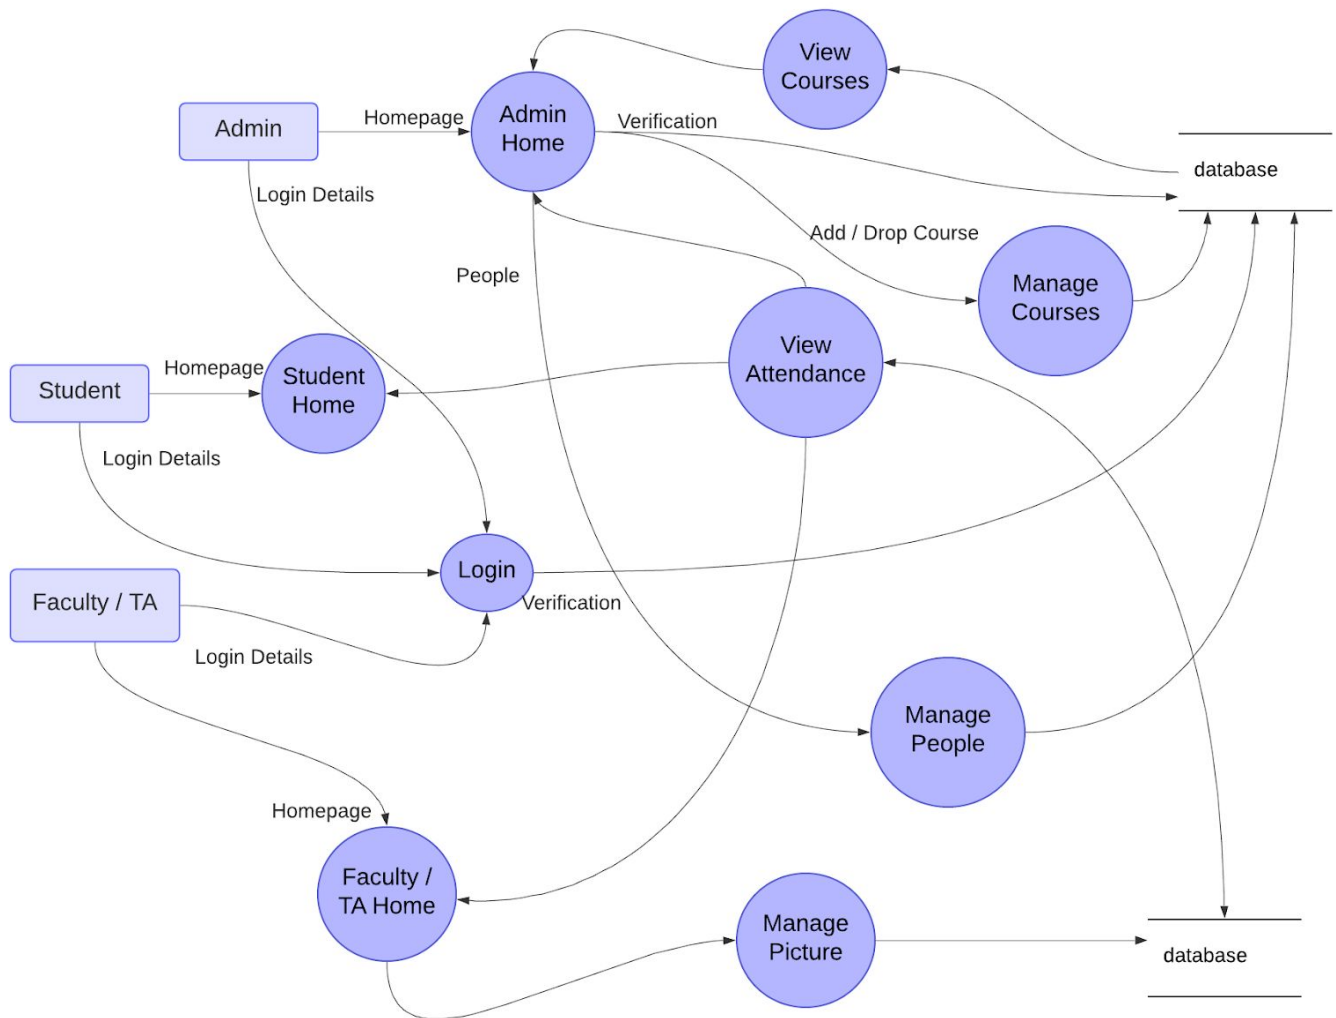 View
Courses
Admin
Homepage
Admin
Home
Verification
database
Login Details
Add / Drop Course
People
Manage
Courses
View
Attendance
Student
Homepage
Student
Home
Login Details
Login
Verification
Faculty / TA
Login Details
Manage
People
Homepage
Faculty /
TA Home
Manage
Picture
database